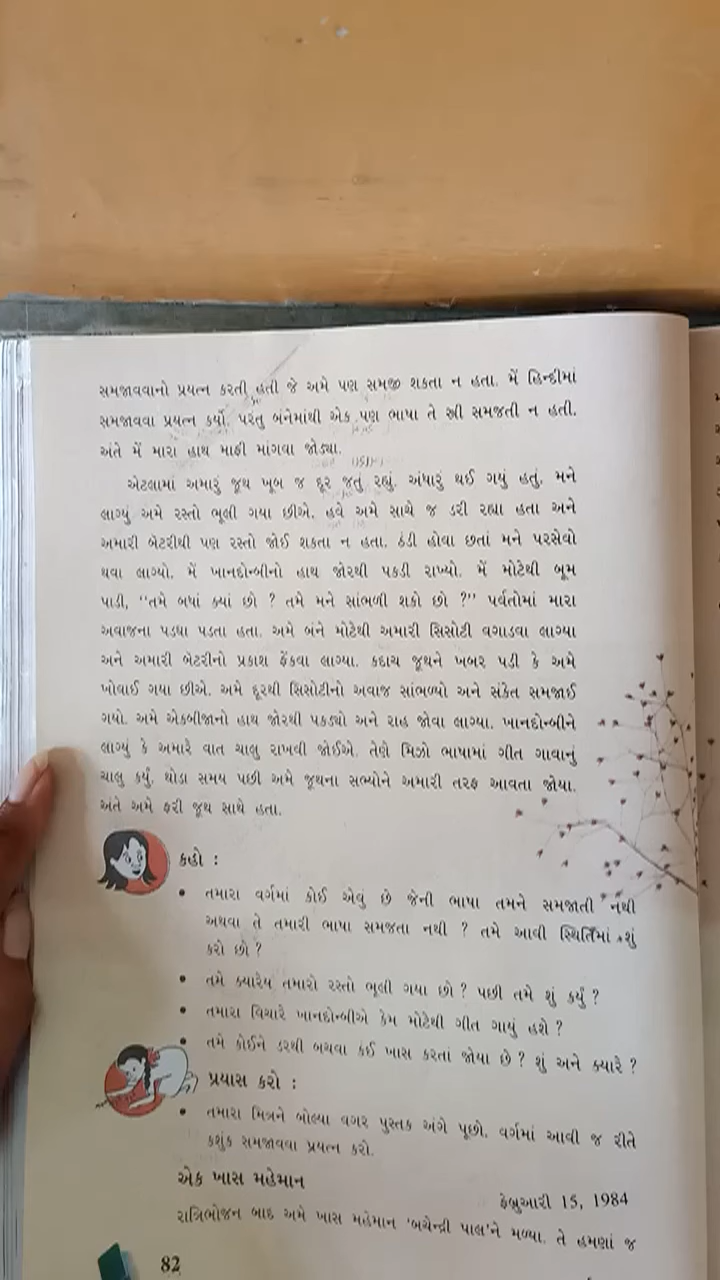 સમજાવવાનો પ્રયત્ન કરતી હતી જે અમે પણ સમજી શકતા ન હતા. મેં હિન્દીમાં
સમજાવવા પ્રયત્ન કર્યો. પરંતુ બંનેમાંથી એક પણ ભાષા તે સ્ત્રી સમજતી ન હતી.
અંતે મેં મારા હાથ માફી માંગવા જોડ્યા.
એટલામાં અમારું જૂથ ખૂબ જ દૂર જતું રહ્યું. અંધારું થઈ ગયું હતું. મને
લાગ્યું અમે રસ્તો ભૂલી ગયા છીએ. હવે અમે સાથે જ ડરી રહ્યા હતા અને
અમારી બેટરીથી પણ રસ્તો જોઈ શકતા ન હતા. ઠંડી હોવા છતાં મને પરસેવો
થવા લાગ્યો. મેં ખાનદોન્બીનો હાથ જોરથી પકડી રાખ્યો. મેં મોટેથી બૂમ
પાડી, “તમે બધાં ક્યાં છો ? તમે મને સાંભળી શકો છો ?” પર્વતોમાં મારા
અવાજના પડઘા પડતા હતા. અમે બંને મોટેથી અમારી સિસોટી વગાડવા લાગ્યા
અને અમારી બેટરીનો પ્રકાશ ફેંકવા લાગ્યા. કદાચ જૂથને ખબર પડી કે અમે
ખોવાઈ ગયા છીએ. અમે દૂરથી સિસોટીનો અવાજ સાંભળ્યો અને સંકેત સમજાઈ
ગયો. અમે એકબીજાનો હાથ જોરથી પકડ્યો અને રાહ જોવા લાગ્યા. ખાનદોન્બીને
લાગ્યું કે અમારે વાત ચાલુ રાખવી જોઈએ. તેણે મિઝો ભાષામાં ગીત ગાવાનું
ચાલુ કર્યું. થોડા સમય પછી અમે જૂથના સભ્યોને અમારી તરફ આવતા જોયા.
અંતે અમે ફરી જૂથ સાથે હતા.
કહો :
• તમારા વર્ગમાં કોઈ એવું છે જેની ભાષા તમને સમજાતી નથી
અથવા તે તમારી ભાષા સમજતા નથી ? તમે આવી સ્થિતિમાં શું
કરો છો ?
• તમે ક્યારેય તમારો રસ્તો ભૂલી ગયા છો ? પછી તમે શું કર્યું ?
• તમારા વિચારે ખાનદોન્બીએ કેમ મોટેથી ગીત ગાયું હશે ?
• તમે કોઈને ડરથી બચવા કંઈ ખાસ કરતાં જોયા છે ? શું અને ક્યારે ?
પ્રયાસ કરો :
• તમારા મિત્રને બોલ્યા વગર પુસ્તક અંગે પૂછો. વર્ગમાં આવી જ રીતે
કશુંક સમજાવવા પ્રયત્ન કરો.
એક ખાસ મહેમાન
ફેબ્રુઆરી 15, 1984
રાત્રિભોજન બાદ અમે ખાસ મહેમાન ‘બચેન્દ્રી પાલ’ને મળ્યા. તે હમણાં જ
82